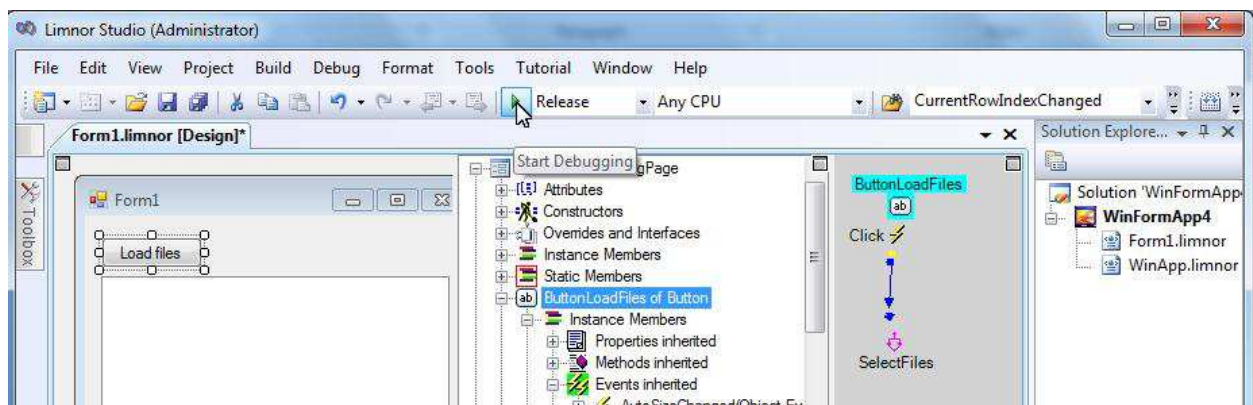 Limnor Studio (Administrator)
File Edit View Project Build Debug Format Tools Tutorial Window Help
Release Any CPU CurrentRowIndexChanged
Form1.limnor [Design]*
Solution Explore...
Start Debugging
gPage
Toolbox
Form1
Load files
Attributes
Constructors
Overrides and Interfaces
Instance Members
Static Members
ab ButtonLoadFiles of Button
Instance Members
Properties inherited
Methods inherited
Events inherited
ButtonLoadFiles
ab
Click
SelectFiles
Solution 'WinFormApp
WinFormApp4
Form1.limnor
WinApp.limnor